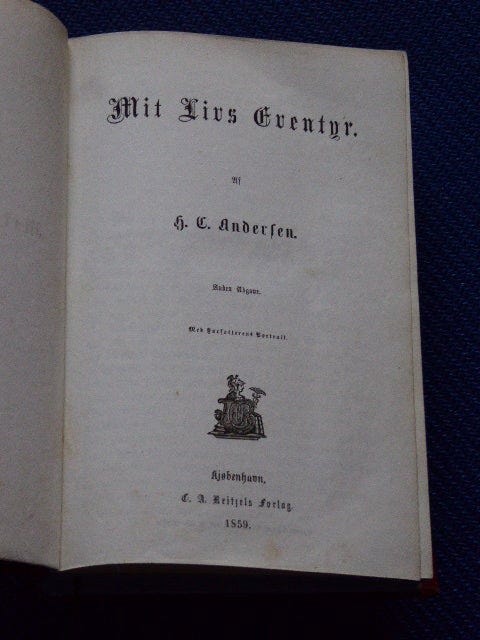 Mit Livs Eventyr.
Af
H. C. Andersen.
Anden Udgave.
Med Forfatterens Portrait.
Kjøbenhavn.
C. A. Reitzels Forlag.
1859.